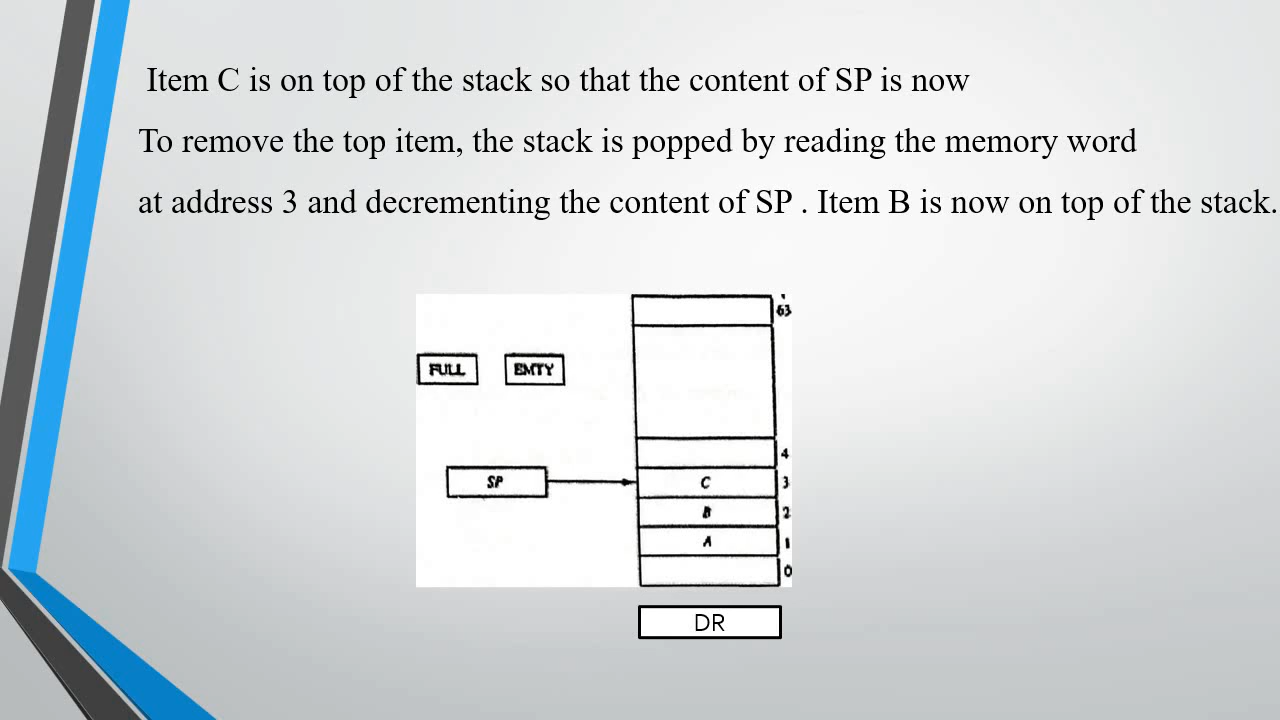 Item C is on top of the stack so that the content of SP is now
To remove the top item, the stack is popped by reading the memory word
at address 3 and decrementing the content of SP . Item B is now on top of the stack.
63
FULL EMTY
4
SP C 3
B 2
A 1
0
DR